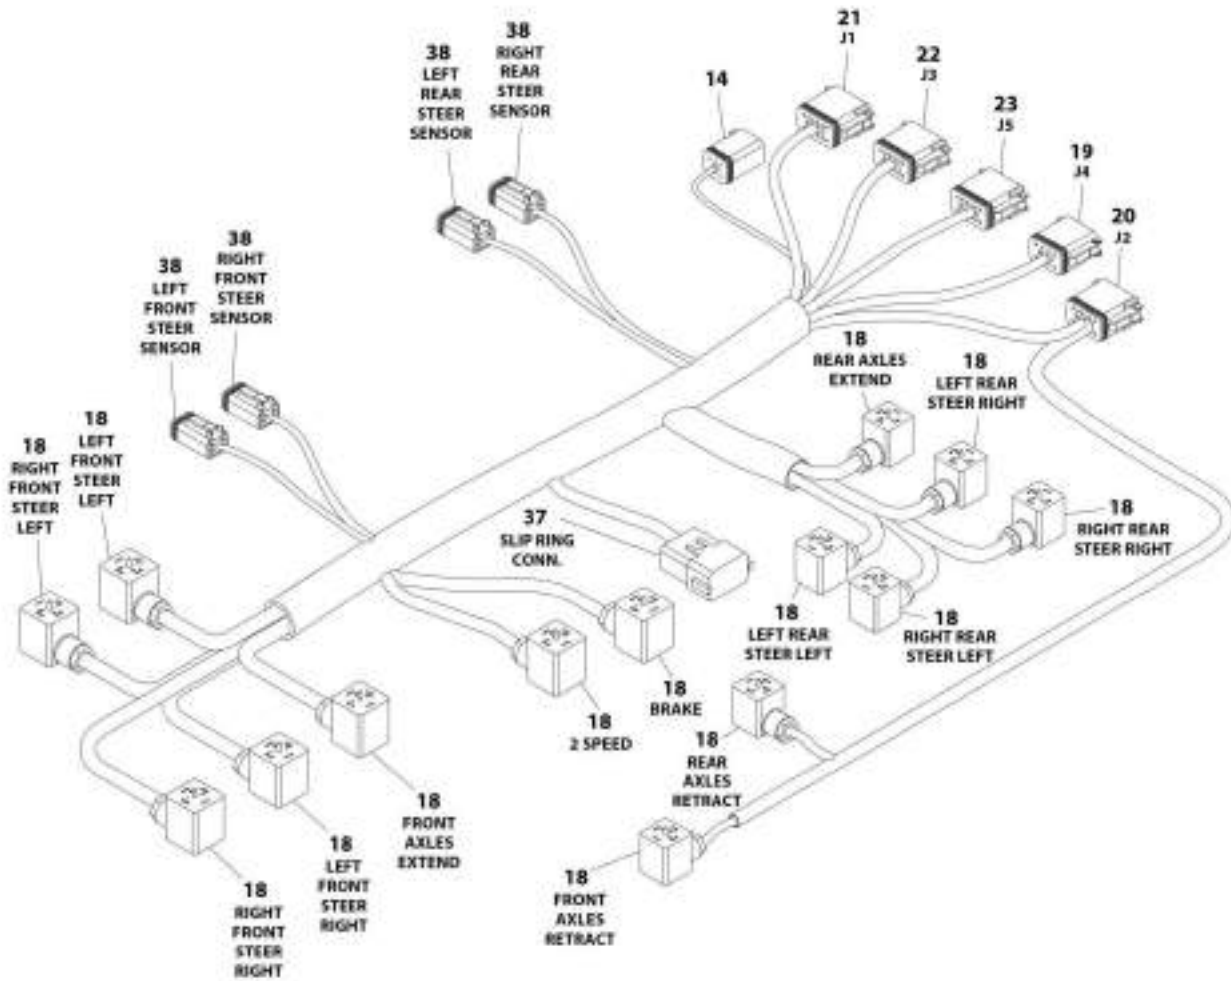 38
RIGHT
REAR
STEER
SENSOR
38
LEFT
REAR
STEER
SENSOR
14
21
J1
22
J3
23
J5
19
J4
20
J2
38
RIGHT
FRONT
STEER
SENSOR
38
LEFT
FRONT
STEER
SENSOR
18
REAR AXLES
EXTEND
18
LEFT REAR
STEER RIGHT
18
LEFT
FRONT
STEER
LEFT
18
RIGHT
FRONT
STEER
LEFT
37
SLIP RING
CONN.
18
RIGHT REAR
STEER RIGHT
18
LEFT REAR
STEER LEFT
18
RIGHT REAR
STEER LEFT
18
BRAKE
18
2 SPEED
18
REAR
AXLES
RETRACT
18
FRONT
AXLES
EXTEND
18
LEFT
FRONT
STEER
RIGHT
18
RIGHT
FRONT
STEER
RIGHT
18
FRONT
AXLES
RETRACT